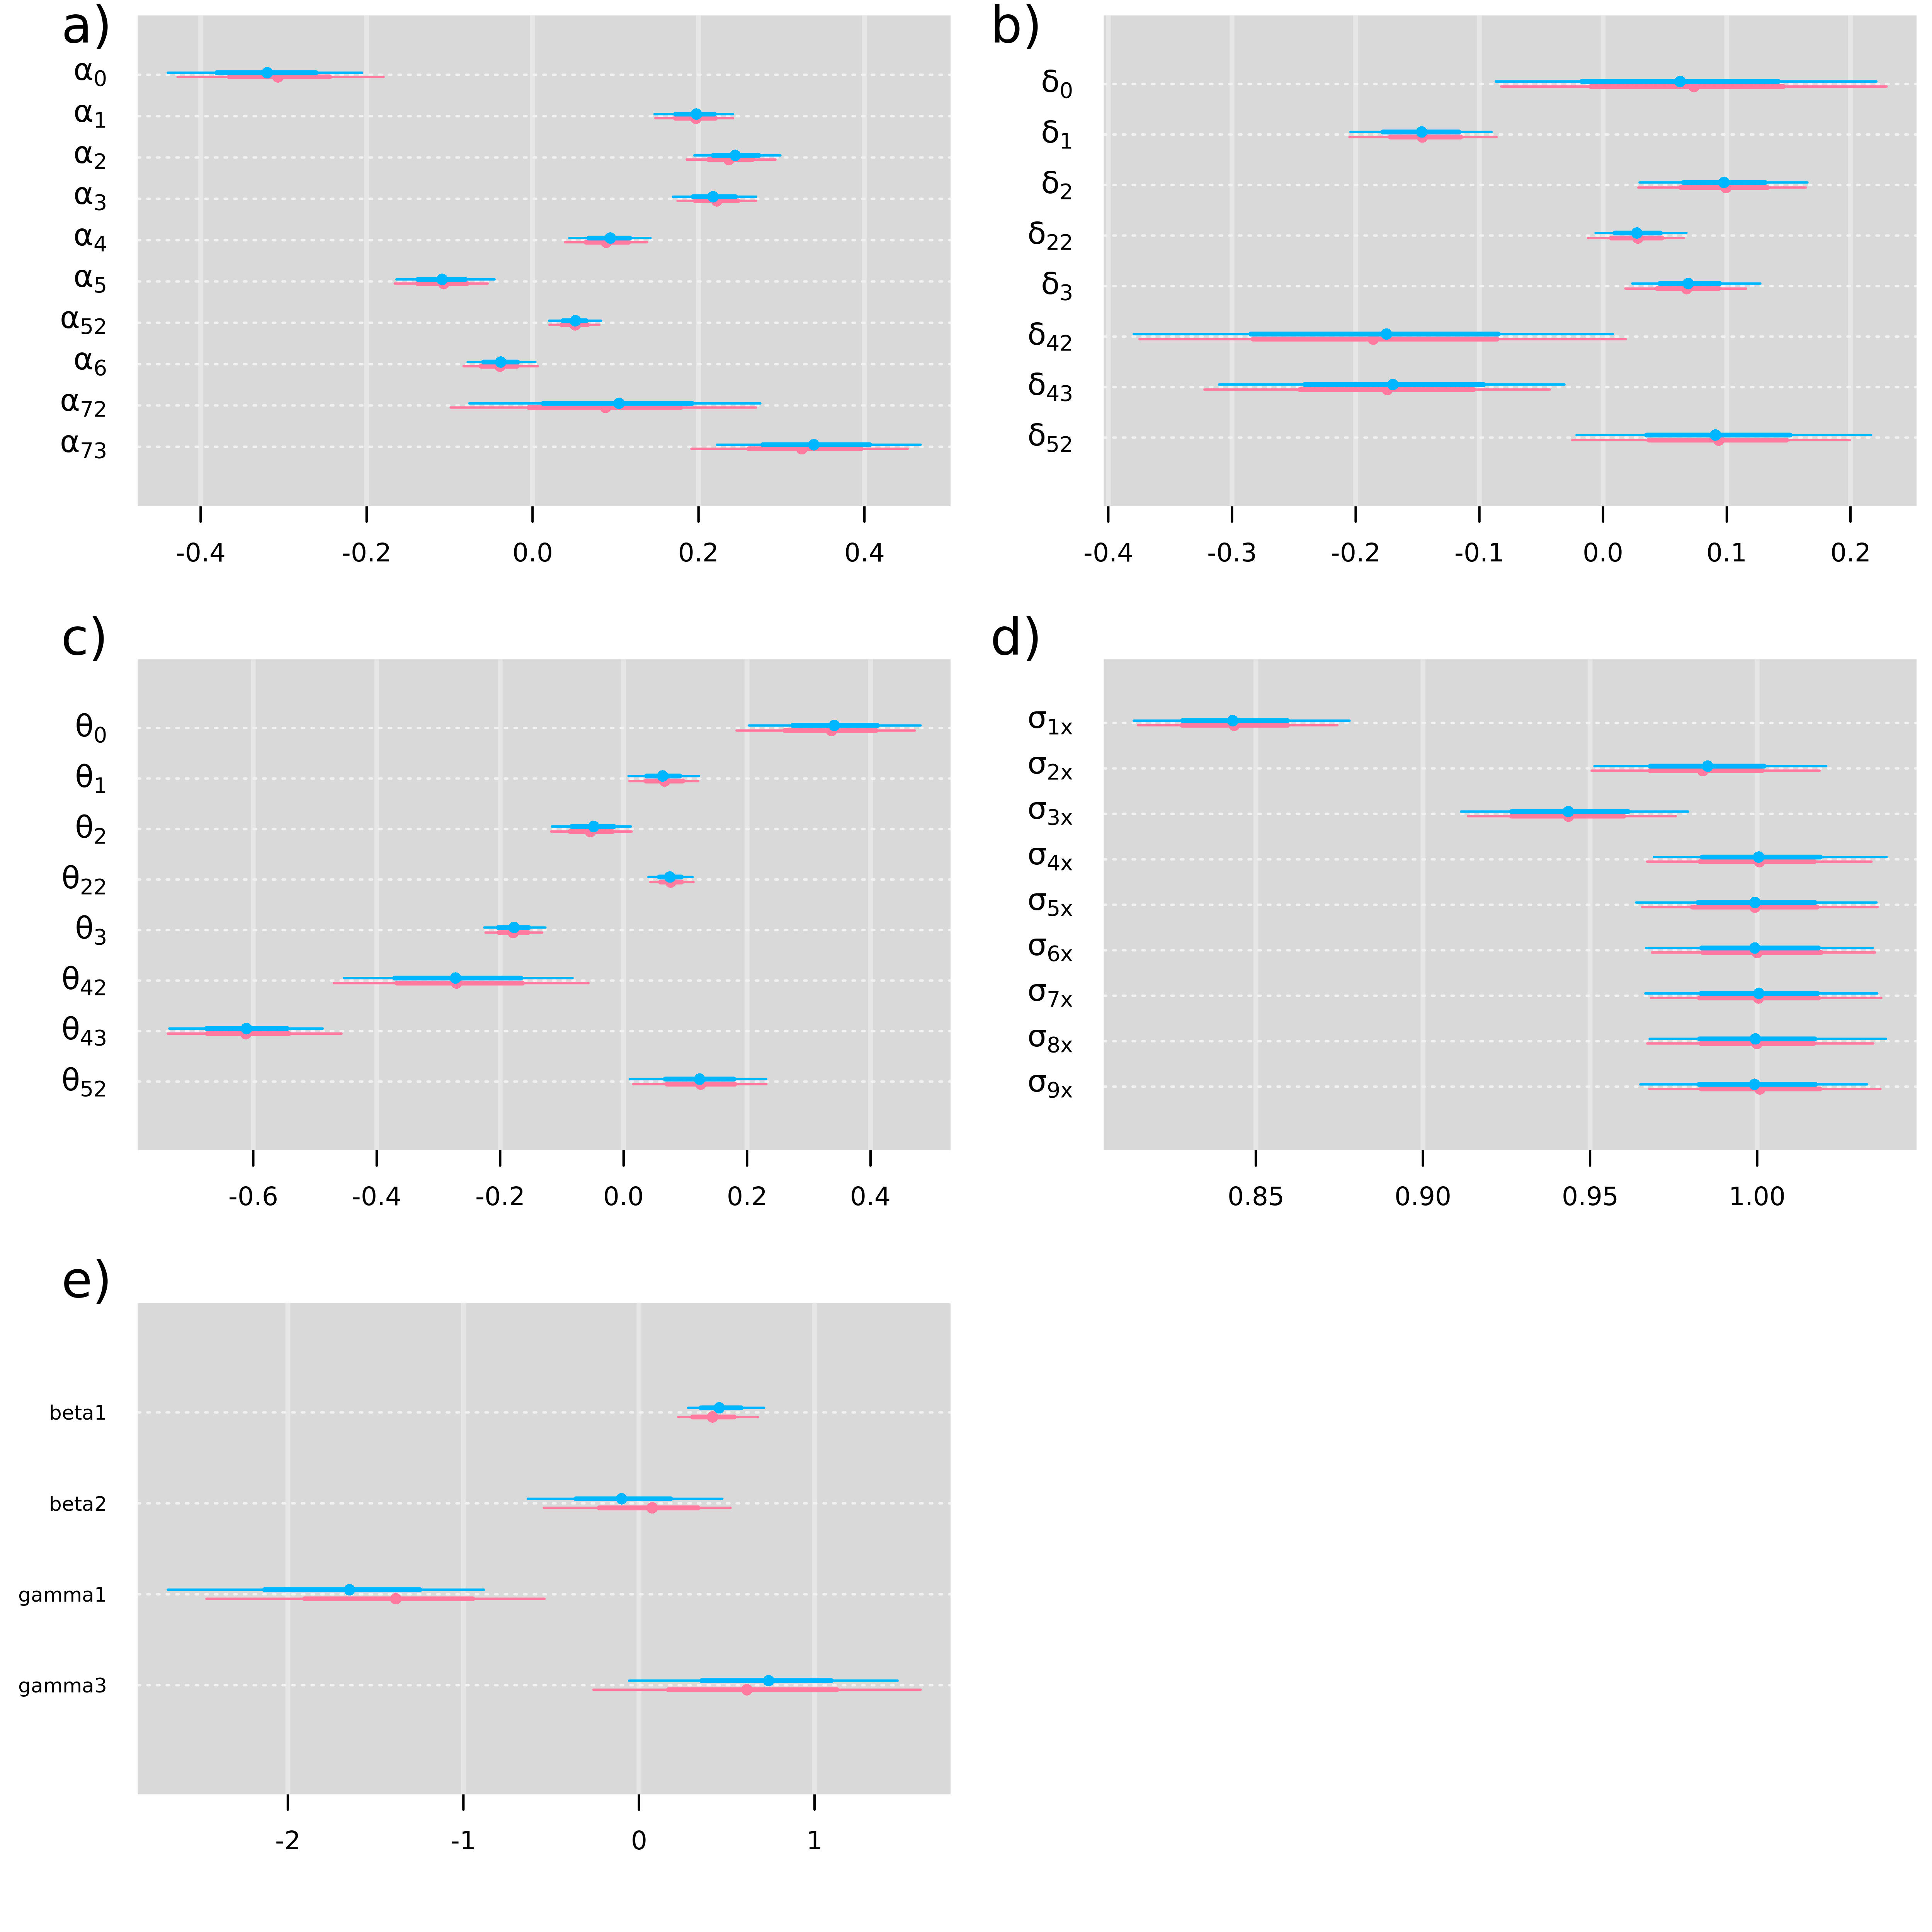 a)
α0
α1
α2
α3
α4
α5
α52
α6
α72
α73
-0.4 -0.2 0.0 0.2 0.4
b)
δ0
δ1
δ2
δ22
δ3
δ42
δ43
δ52
-0.4 -0.3 -0.2 -0.1 0.0 0.1 0.2
c)
θ0
θ1
θ2
θ22
θ3
θ42
θ43
θ52
-0.6 -0.4 -0.2 0.0 0.2 0.4
d)
σ1x
σ2x
σ3x
σ4x
σ5x
σ6x
σ7x
σ8x
σ9x
0.85 0.90 0.95 1.00
e)
beta1
beta2
gamma1
gamma3
-2 -1 0 1